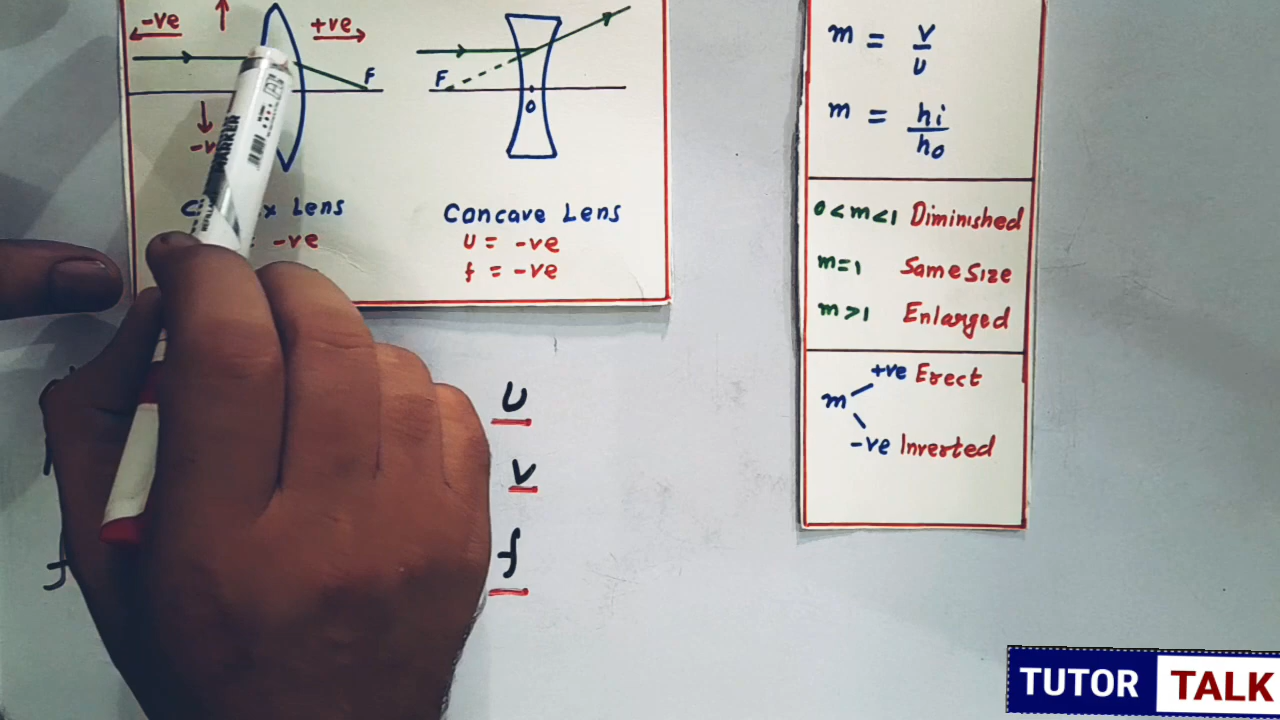 -ve
+ve
F
-v
x Lens
-ve
F
O
Concave Lens
U = -ve
f = -ve
m = v/u
m = hi/ho
0<m<1 Diminished
m=1 Same Size
m>1 Enlarged
m
+ve Erect
-ve Inverted
U
v
f
f
TUTOR TALK